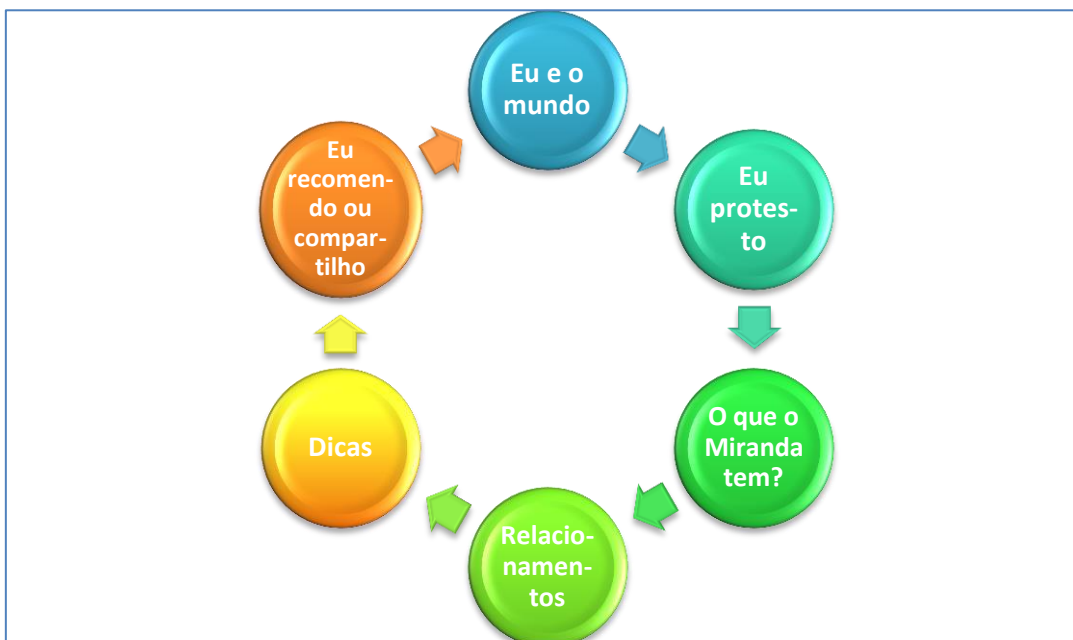 Eu e o
mundo
Eu
protes-
to
O que o
Miranda
tem?
Relacio-
namen-
tos
Dicas
Eu
recomen-
do ou
compar-
tilho